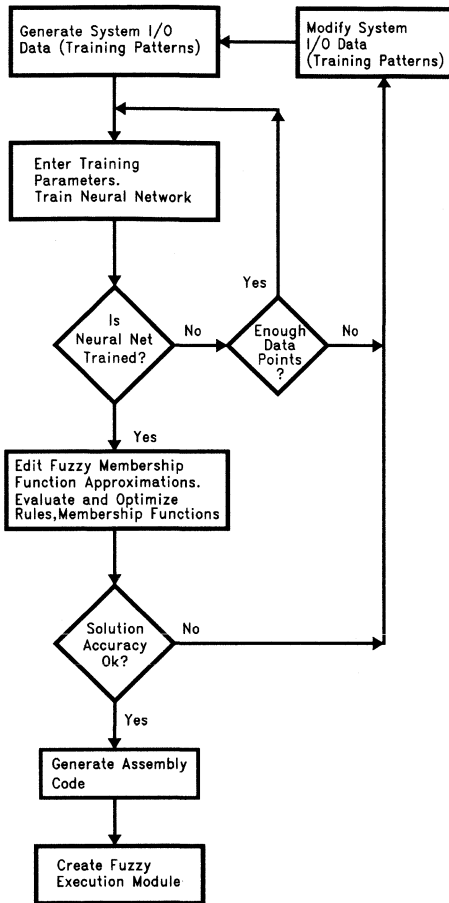 Generate System I/O
Data (Training Patterns)
Modify System
I/O Data
(Training Patterns)
Enter Training
Parameters.
Train Neural Network
Yes
Is
Neural Net
Trained?
No
Enough
Data
Points
?
No
Yes
Edit Fuzzy Membership
Function Approximations.
Evaluate and Optimize
Rules,Membership Functions
Solution
Accuracy
Ok?
No
Yes
Generate Assembly
Code
Create Fuzzy
Execution Module